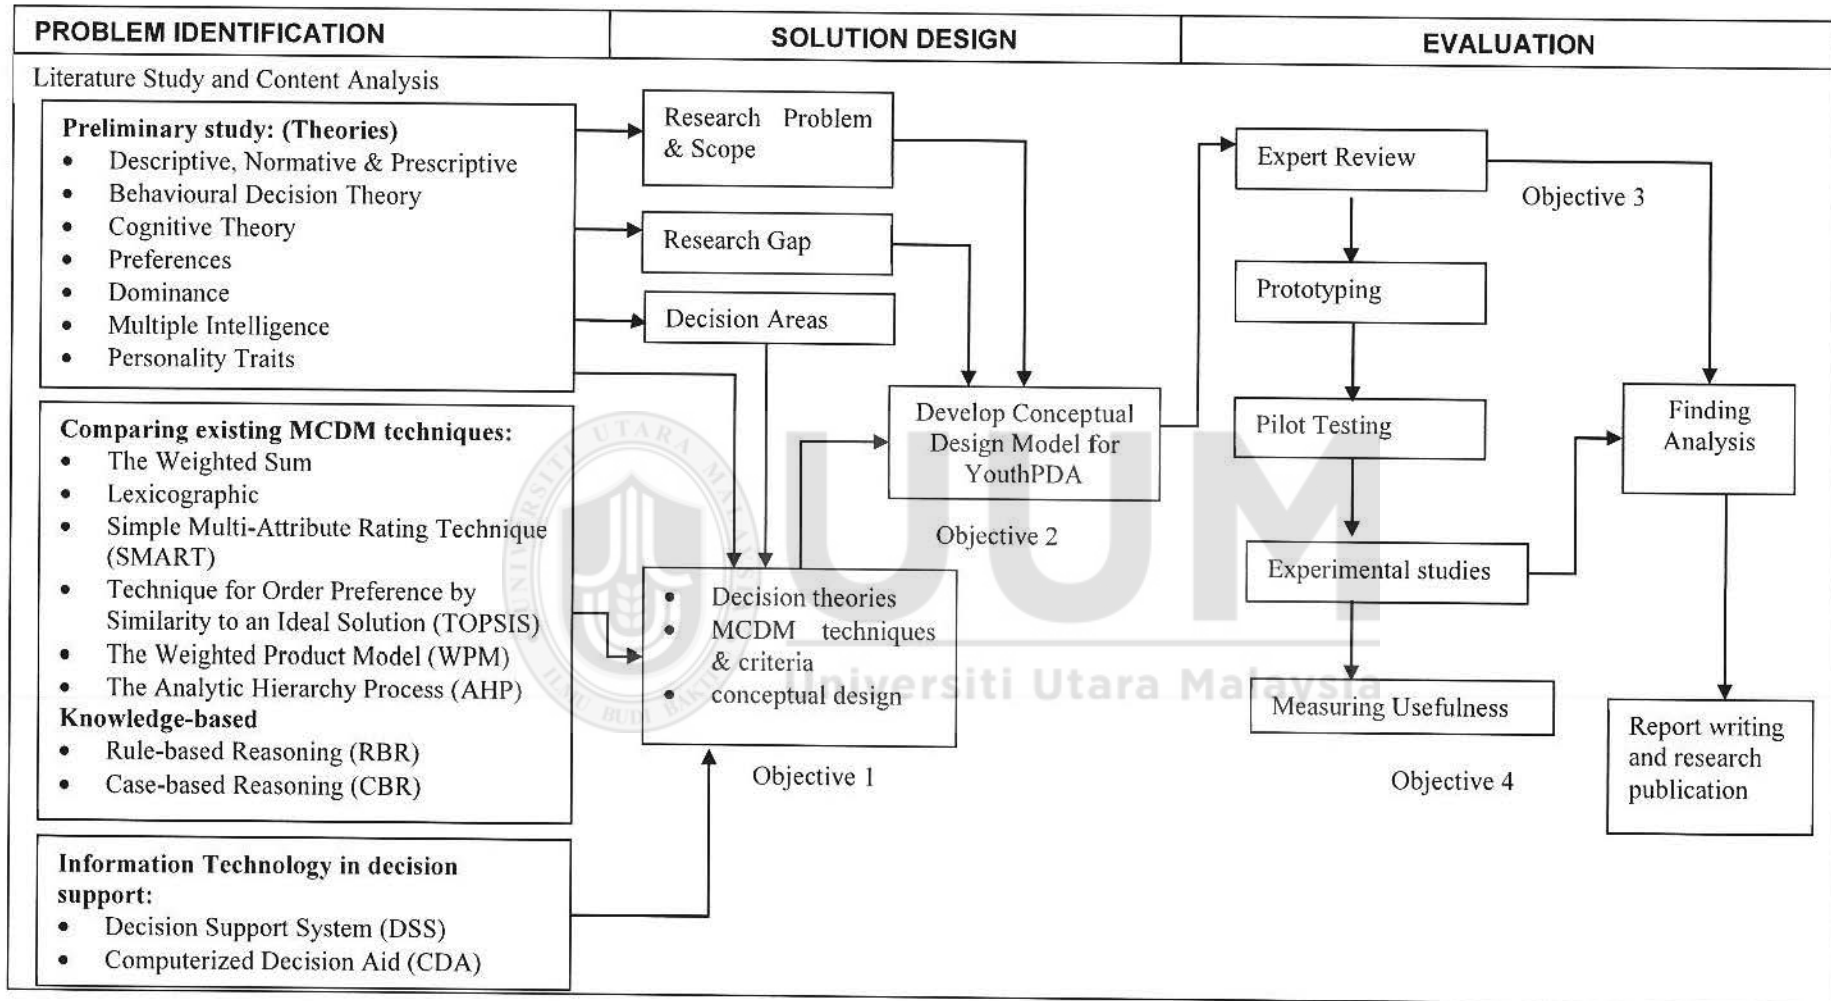 PROBLEM IDENTIFICATION
SOLUTION DESIGN
EVALUATION
Literature Study and Content Analysis
Preliminary study: (Theories)
• Descriptive, Normative & Prescriptive
• Behavioural Decision Theory
• Cognitive Theory
• Preferences
• Dominance
• Multiple Intelligence
• Personality Traits
Comparing existing MCDM techniques:
• The Weighted Sum
• Lexicographic
• Simple Multi-Attribute Rating Technique
(SMART)
• Technique for Order Preference by
Similarity to an Ideal Solution (TOPSIS)
• The Weighted Product Model (WPM)
• The Analytic Hierarchy Process (AHP)
Knowledge-based
• Rule-based Reasoning (RBR)
• Case-based Reasoning (CBR)
Information Technology in decision
support:
• Decision Support System (DSS)
• Computerized Decision Aid (CDA)
Research Problem
& Scope
Research Gap
Decision Areas
Develop Conceptual
Design Model for
YouthPDA
Objective 2
• Decision theories
• MCDM techniques
& criteria
• conceptual design
Objective 1
Expert Review
Objective 3
Prototyping
Pilot Testing
Experimental studies
Measuring Usefulness
Objective 4
Finding
Analysis
Report writing
and research
publication
UNIVERSITI UTARA MALAYSIA
ILMU BUDI BAKTI
UUM
Universiti Utara Malaysia